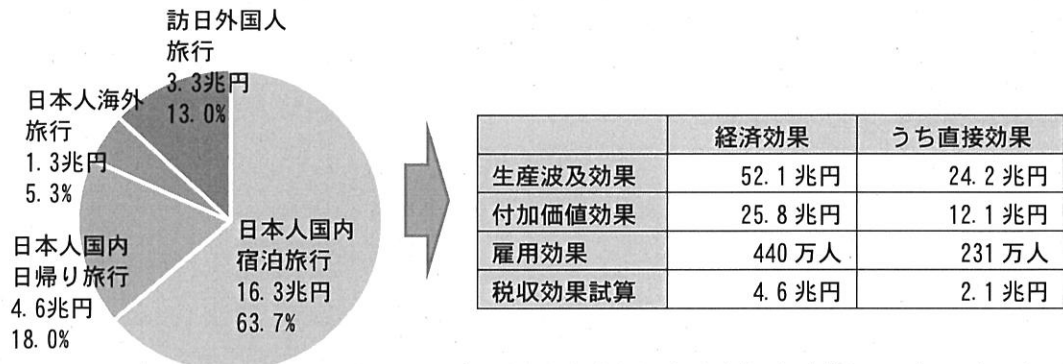 訪日外国人
旅行
3.3兆円
13.0%
日本人海外
旅行
1.3兆円
5.3%
日本人国内
日帰り旅行
4.6兆円
18.0%
日本人国内
宿泊旅行
16.3兆円
63.7%
経済効果 うち直接効果
生産波及効果 52.1兆円 24.2兆円
付加価値効果 25.8兆円 12.1兆円
雇用効果 440万人 231万人
税収効果試算 4.6兆円 2.1兆円